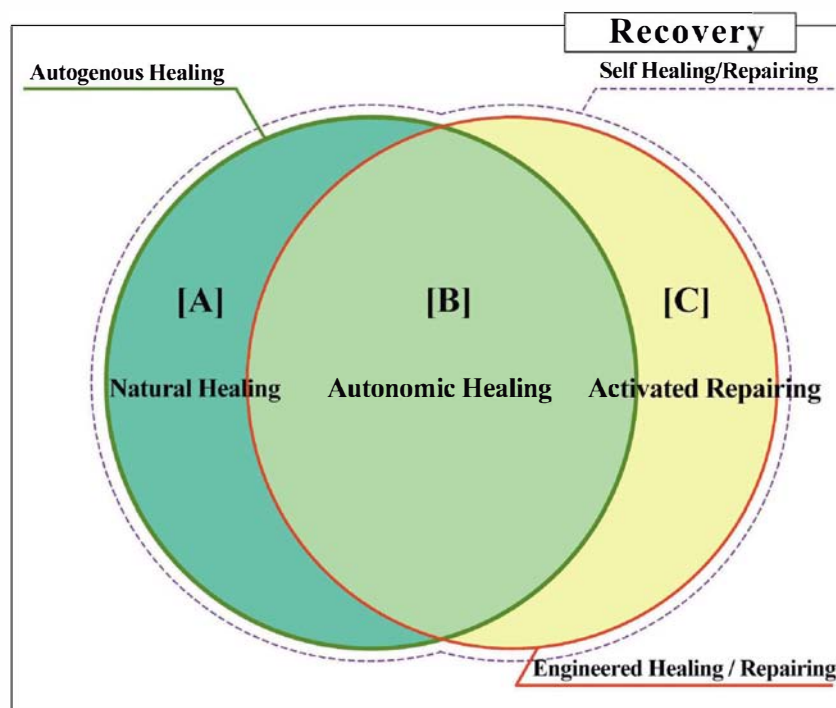 Recovery
Autogenous Healing
Self Healing/Repairing
[A]
[B]
[C]
Natural Healing
Autonomic Healing
Activated Repairing
Engineered Healing / Repairing